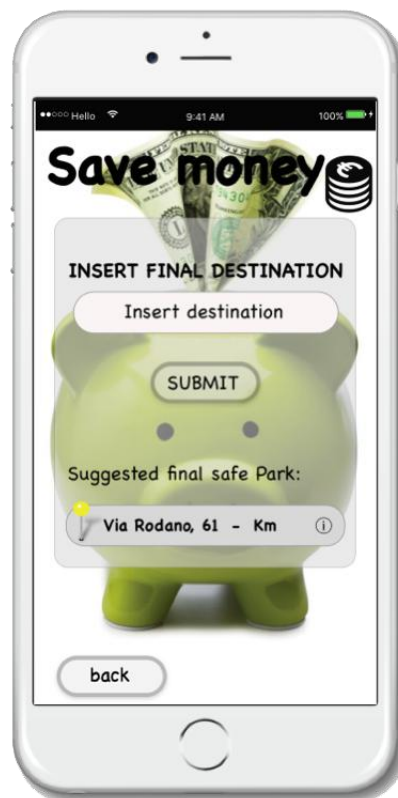 Hello 9:41 AM 100%
Save money
INSERT FINAL DESTINATION
Insert destination
SUBMIT
Suggested final safe Park:
Via Rodano, 61 - Km
back